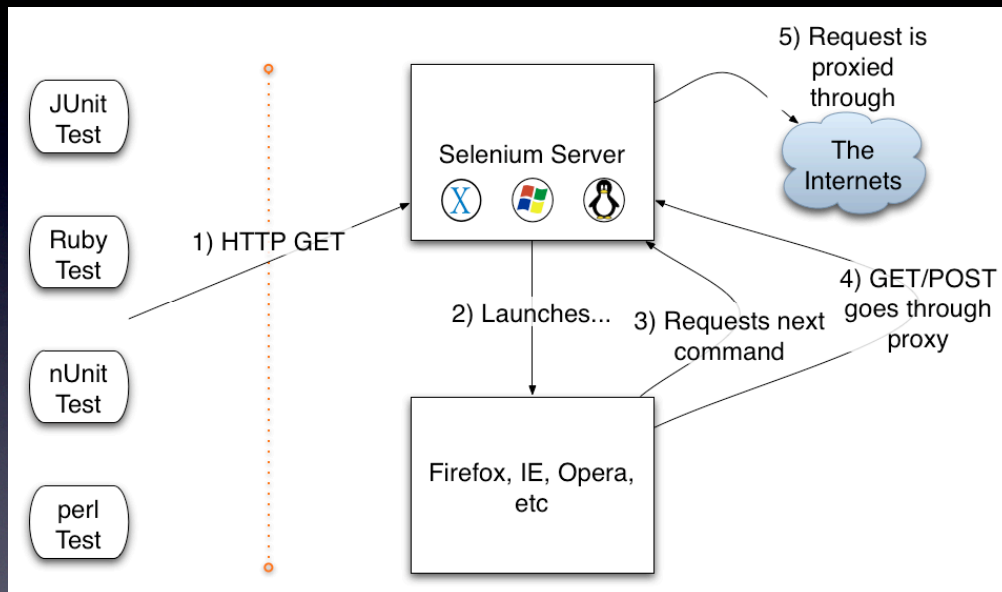 JUnit
Test
Ruby
Test
nUnit
Test
perl
Test
1) HTTP GET
Selenium Server
X
2) Launches...
3) Requests next
command
4) GET/POST
goes through
proxy
5) Request is
proxied
through
The
Internets
Firefox, IE, Opera,
etc